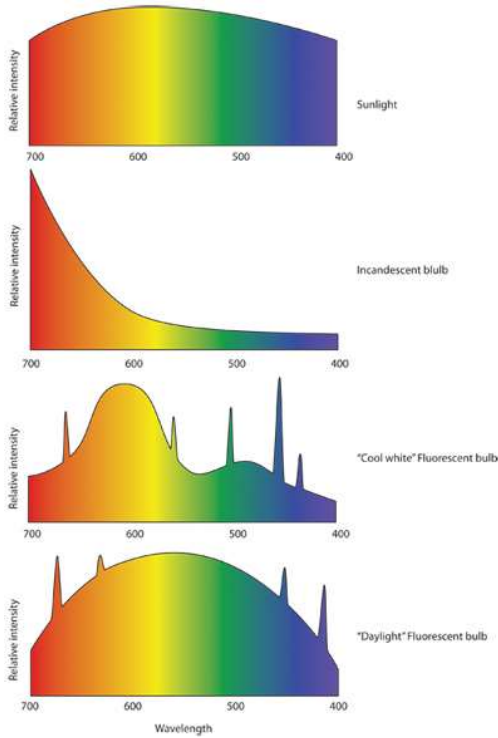 Relative intensity
Sunlight
700 600 500 400
Relative intensity
Incandescent blulb
700 600 500 400
Relative intensity
"Cool white" Fluorescent bulb
700 600 500 400
Relative intensity
"Daylight" Fluorescent bulb
700 600 500 400
Wavelength